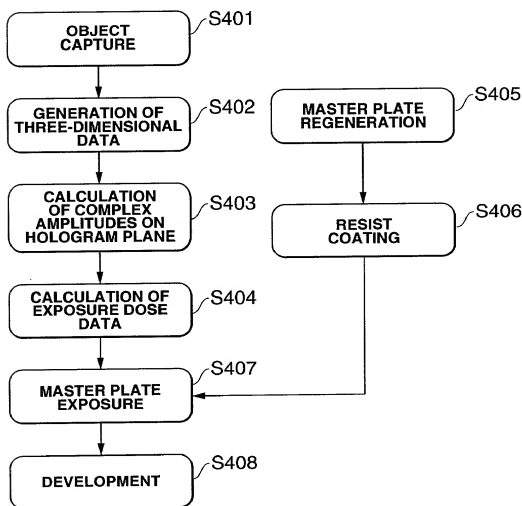 S401
OBJECT
CAPTURE
S402
GENERATION OF
THREE-DIMENSIONAL
DATA
S405
MASTER PLATE
REGENERATION
S403
CALCULATION
OF COMPLEX
AMPLITUDES ON
HOLOGRAM PLANE
S406
RESIST
COATING
S404
CALCULATION OF
EXPOSURE DOSE
DATA
S407
MASTER PLATE
EXPOSURE
S408
DEVELOPMENT